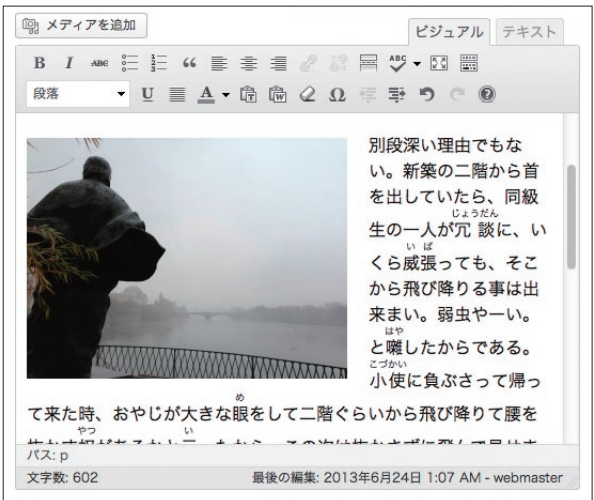 メディアを追加
ビジュアル テキスト
B I ABC ABC
段落 U A T W Ω
別段深い理由でもな
い。新築の二階から首
を出していたら、同級
じょうだん
生の一人が冗談に、い
いば
くら威張っても、そこ
から飛び降りる事は出
来まい。弱虫やーい。
はや
と囃したからである。
こづかい
小使に負ぶさって帰っ
め
て来た時、おやじが大きな眼をして二階ぐらいから飛び降りて腰を
やつ い
パス: p
文字数: 602 最後の編集: 2013年6月24日 1:07 AM - webmaster